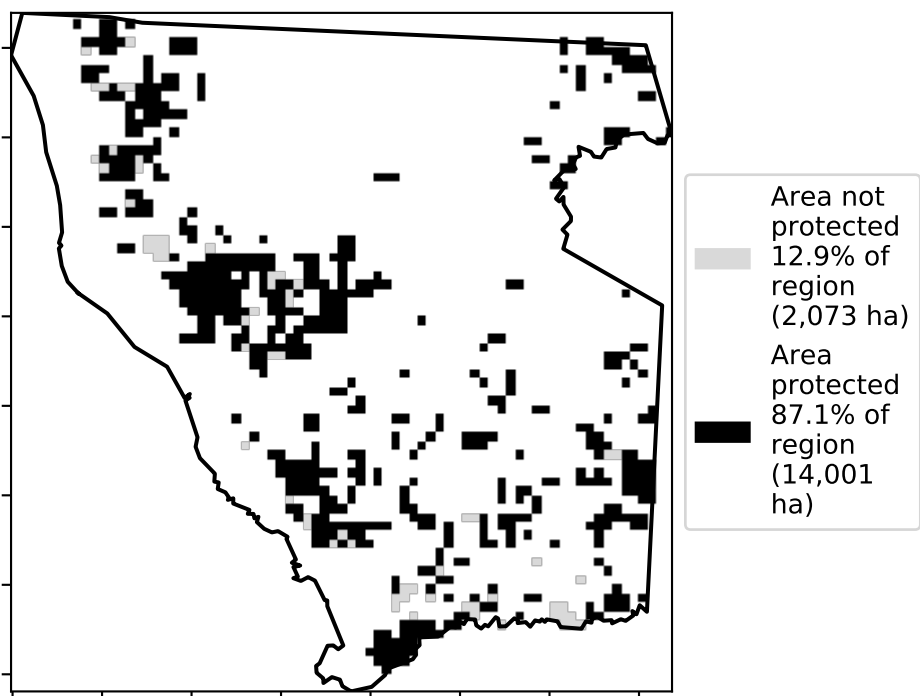 Area not
protected
12.9% of
region
(2,073 ha)
Area
protected
87.1% of
region
(14,001
ha)